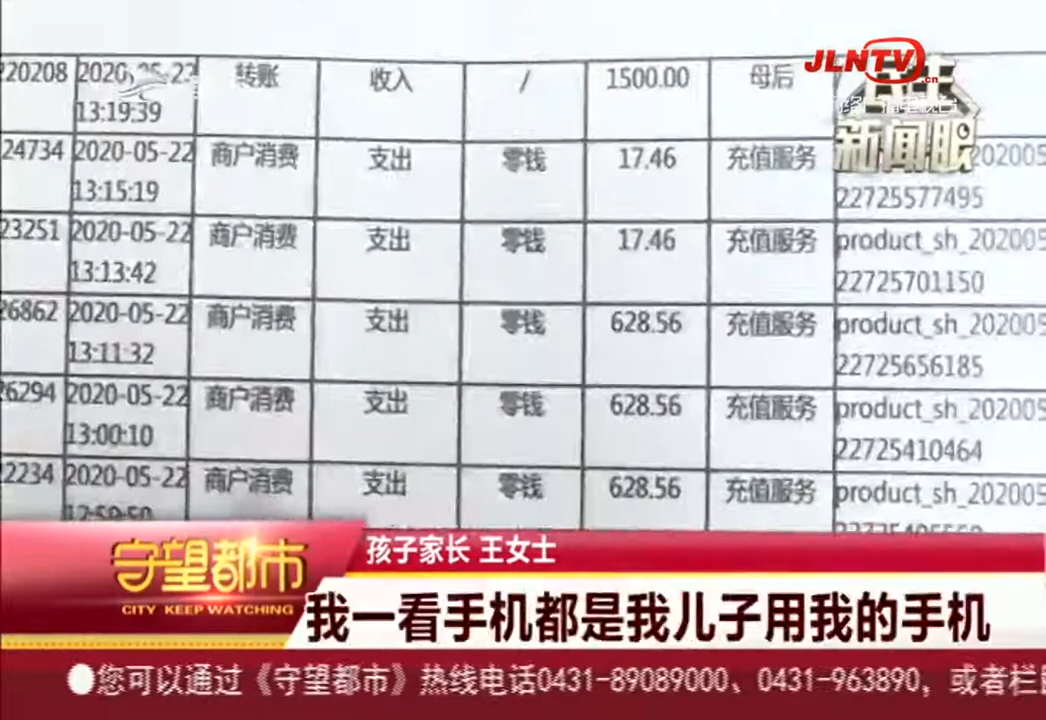 20208 2020-05-22 转账 收入 / 1500.00 母后
13:19:39
24734 2020-05-22 商户消费 支出 零钱 17.46 充值服务 202005
13:15:19 22725577495
23251 2020-05-22 商户消费 支出 零钱 17.46 充值服务 product_sh_202005
13:13:42 22725701150
26862 2020-05-22 商户消费 支出 零钱 628.56 充值服务 product_sh_202005
13:11:32 22725656185
26294 2020-05-22 商户消费 支出 零钱 628.56 充值服务 product_sh_202005
13:00:10 22725410464
22234 2020-05-22 商户消费 支出 零钱 628.56 充值服务 product_sh_202005
12:59:50
JLNTV.cn
新闻眼
守望都市
CITY KEEP WATCHING
孩子家长 王女士
我一看手机都是我儿子用我的手机
●您可以通过《守望都市》热线电话0431-89089000、0431-963890，或者栏